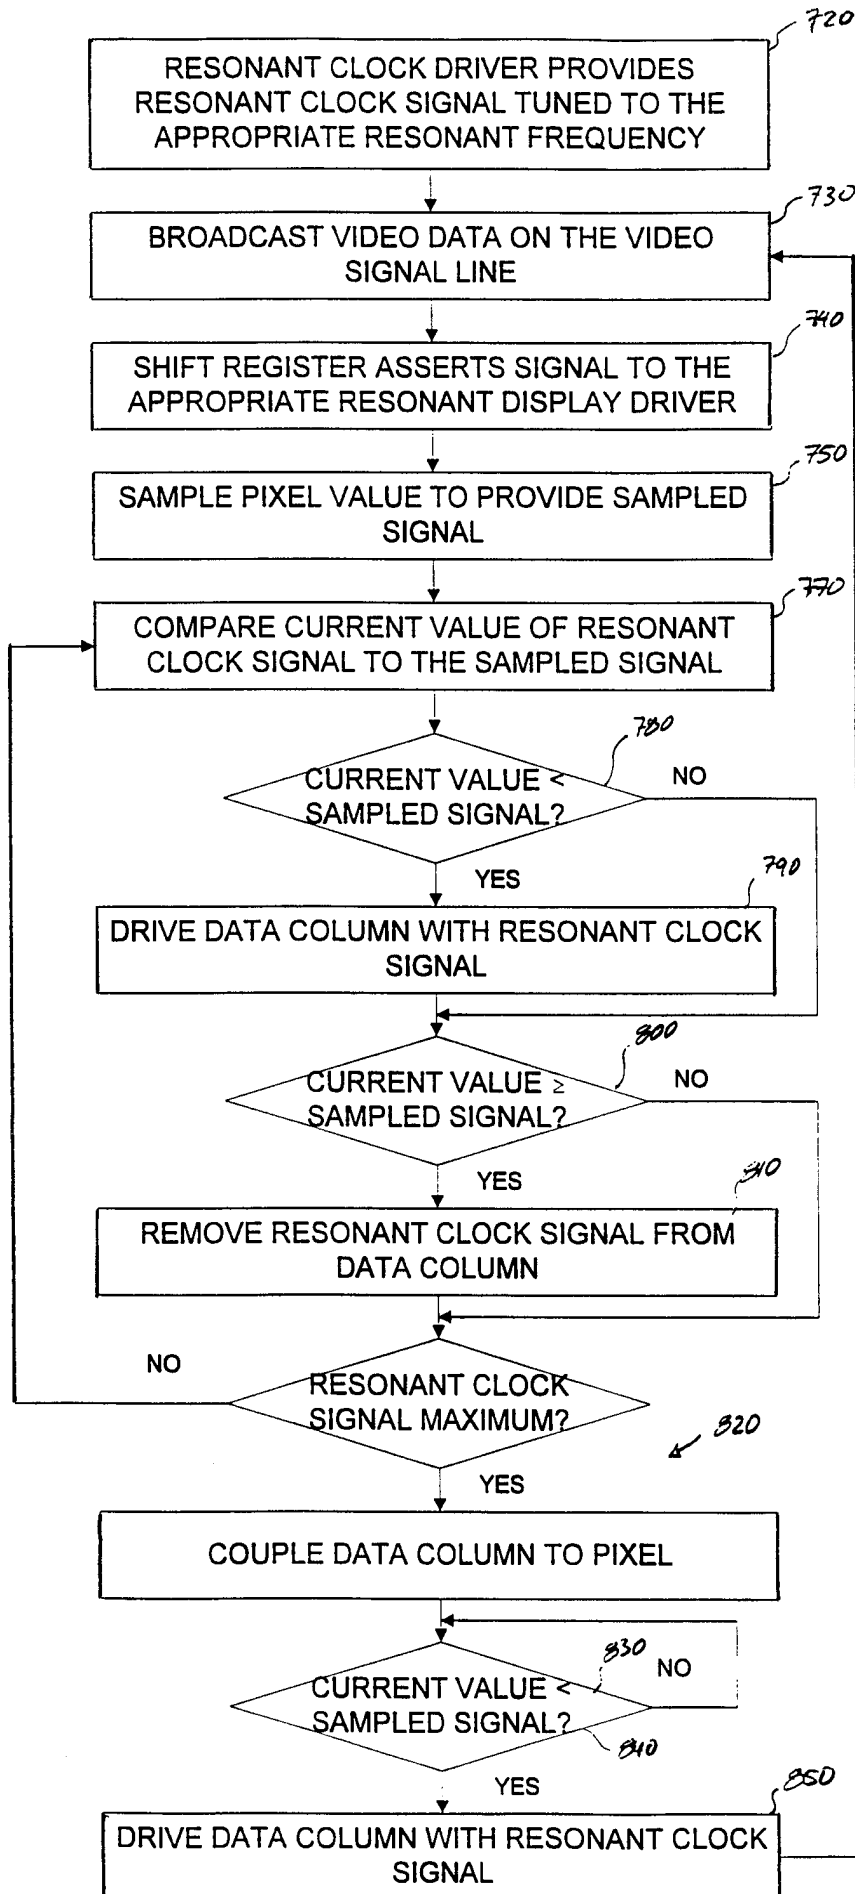 720
RESONANT CLOCK DRIVER PROVIDES
RESONANT CLOCK SIGNAL TUNED TO THE
APPROPRIATE RESONANT FREQUENCY
730
BROADCAST VIDEO DATA ON THE VIDEO
SIGNAL LINE
740
SHIFT REGISTER ASSERTS SIGNAL TO THE
APPROPRIATE RESONANT DISPLAY DRIVER
750
SAMPLE PIXEL VALUE TO PROVIDE SAMPLED
SIGNAL
770
COMPARE CURRENT VALUE OF RESONANT
CLOCK SIGNAL TO THE SAMPLED SIGNAL
780
CURRENT VALUE <
SAMPLED SIGNAL?
NO
YES
790
DRIVE DATA COLUMN WITH RESONANT CLOCK
SIGNAL
800
CURRENT VALUE ≥
SAMPLED SIGNAL?
NO
YES
810
REMOVE RESONANT CLOCK SIGNAL FROM
DATA COLUMN
NO
RESONANT CLOCK
SIGNAL MAXIMUM?
820
YES
COUPLE DATA COLUMN TO PIXEL
830
NO
CURRENT VALUE <
SAMPLED SIGNAL?
840
YES
850
DRIVE DATA COLUMN WITH RESONANT CLOCK
SIGNAL